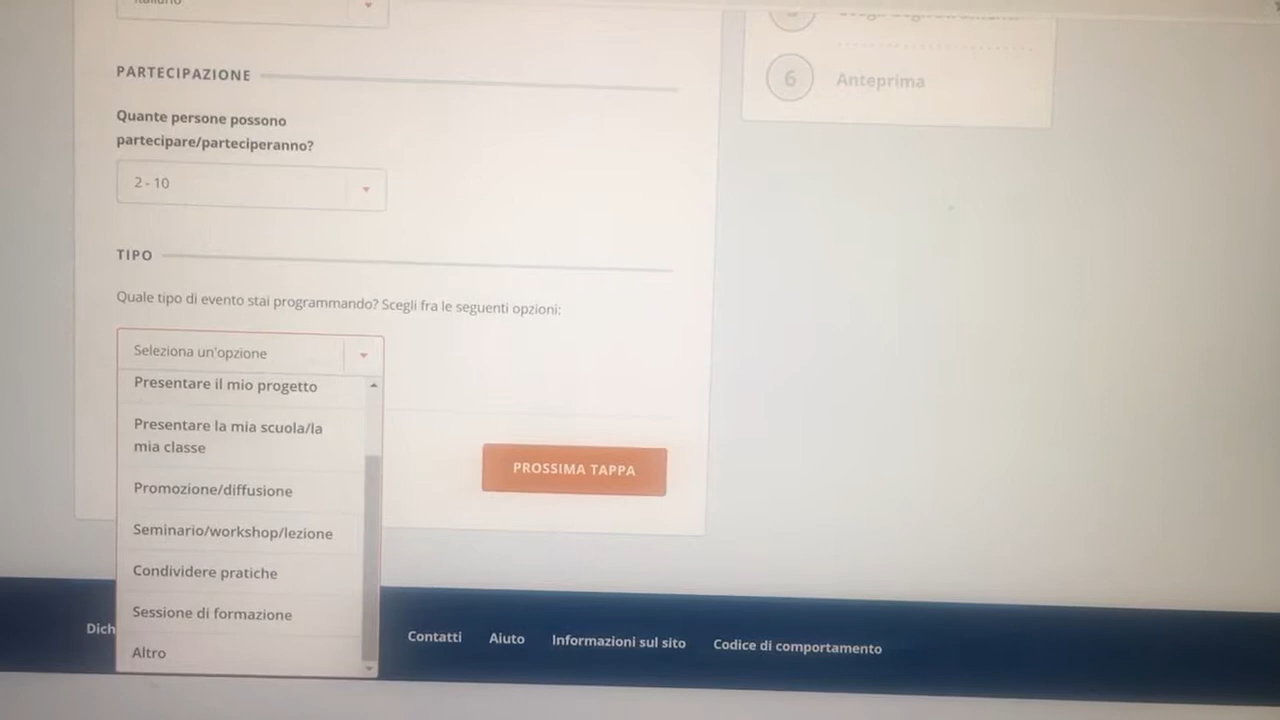 Italiano
PARTECIPAZIONE
Quante persone possono
partecipare/parteciperanno?
2 - 10
TIPO
Quale tipo di evento stai programmando? Scegli fra le seguenti opzioni:
Seleziona un'opzione
Presentare il mio progetto
Presentare la mia scuola/la
mia classe
Promozione/diffusione
Seminario/workshop/lezione
Condividere pratiche
Sessione di formazione
Altro
PROSSIMA TAPPA
6 Anteprima
Dich
Contatti Aiuto Informazioni sul sito Codice di comportamento